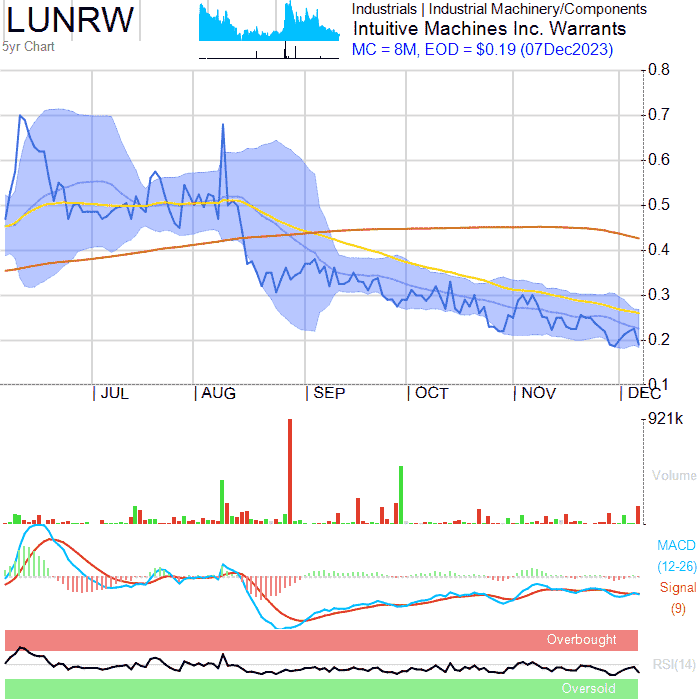 LUNRW
5yr Chart
Industrials | Industrial Machinery/Components
Intuitive Machines Inc. Warrants
MC = 8M, EOD = $0.19 (07Dec2023)
0.8
0.7
0.6
0.5
0.4
0.3
0.2
0.1
JUL AUG SEP OCT NOV DEC
921k
Volume
MACD
(12-26)
Signal
(9)
Overbought
RSI(14)
Oversold